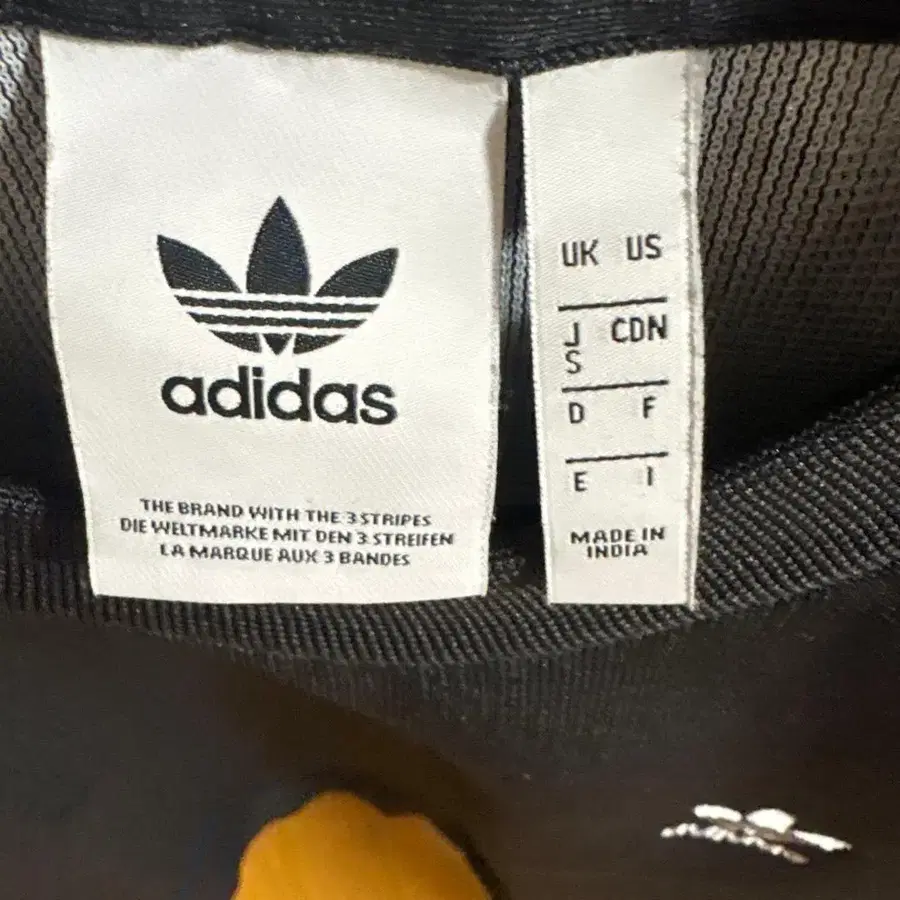 adidas
THE BRAND WITH THE 3 STRIPES
DIE WELTMARKE MIT DEN 3 STREIFEN
LA MARQUE AUX 3 BANDES
UK US
J CDN
S
D F
E I
MADE IN
INDIA